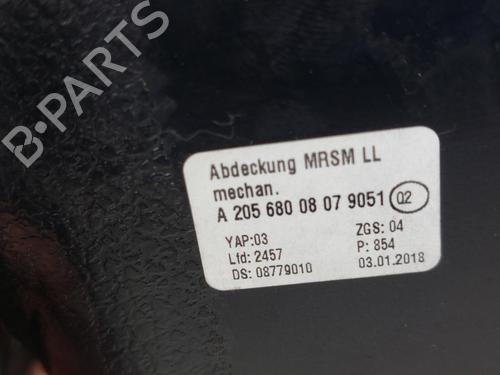 B-PARTS
Abdeckung MRSM LL
mechan.
A 205 680 08 07 9051 Q2
YAP:03 ZGS: 04
Lfd: 2457 P: 854
DS: 08779010 03.01.2018